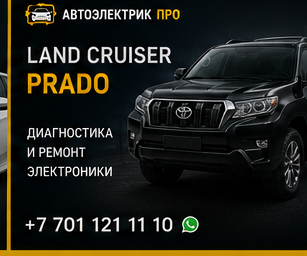 АВТОЭЛЕКТРИК ПРО
LAND CRUISER
PRADO
ДИАГНОСТИКА
И РЕМОНТ
ЭЛЕКТРОНИКИ
+7 701 121 11 10